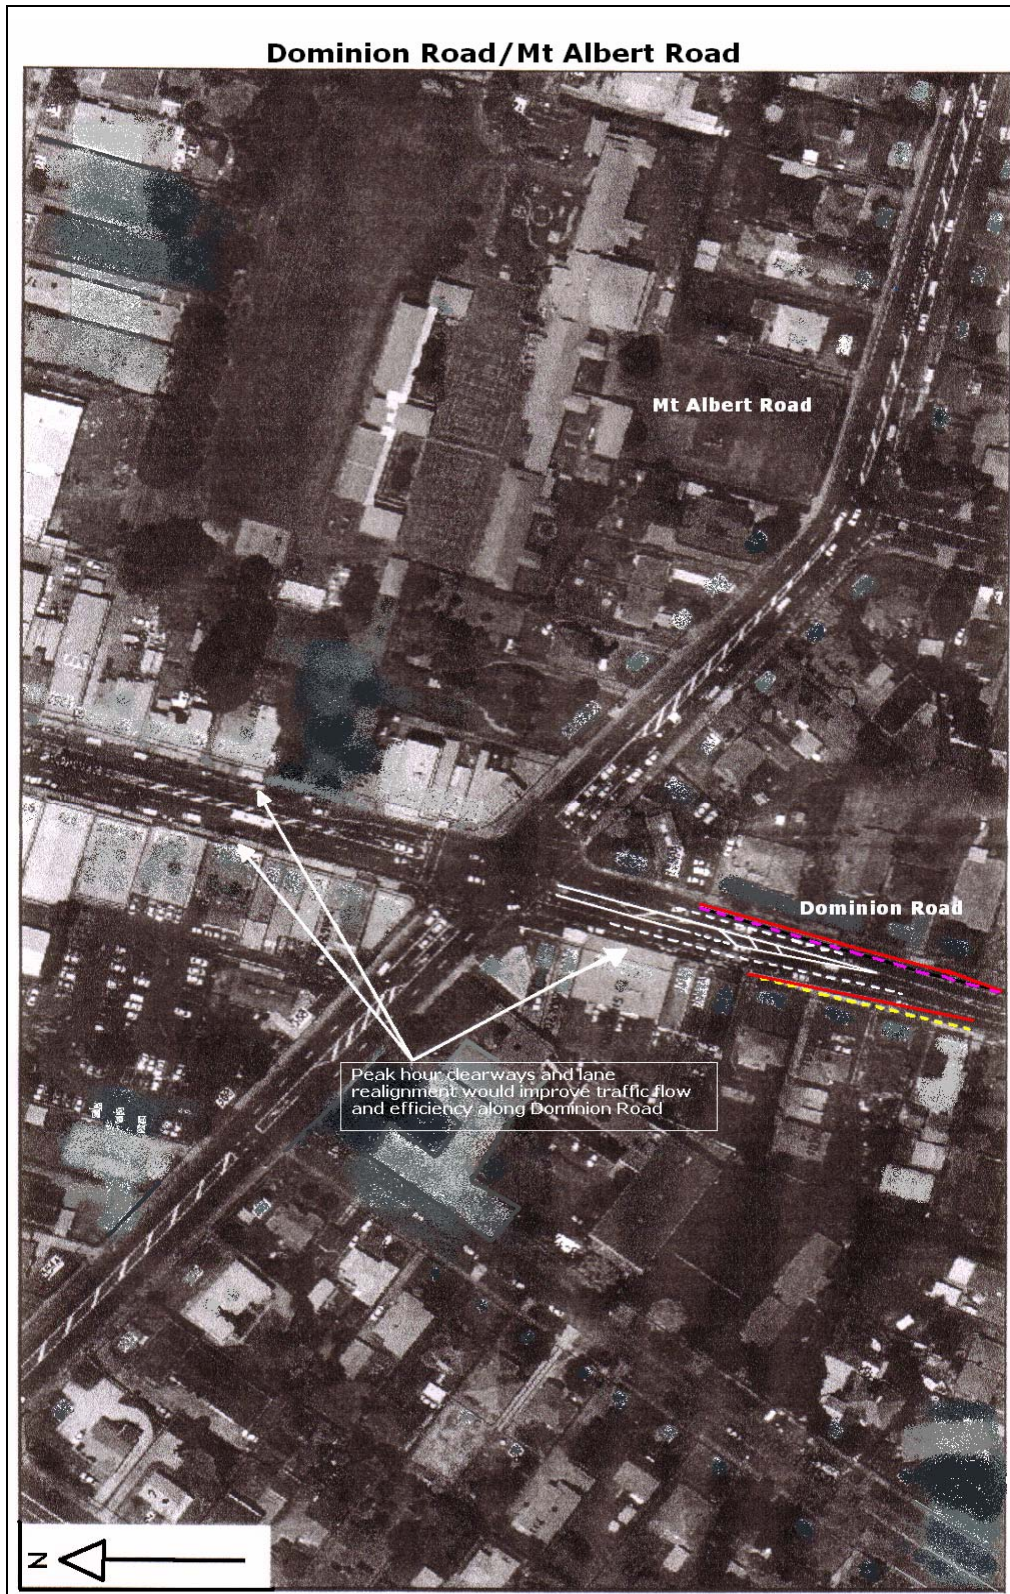 Dominion Road/Mt Albert Road
Mt Albert Road
Dominion Road
Peak hour clearways and lane
realignment would improve traffic flow
and efficiency along Dominion Road
N